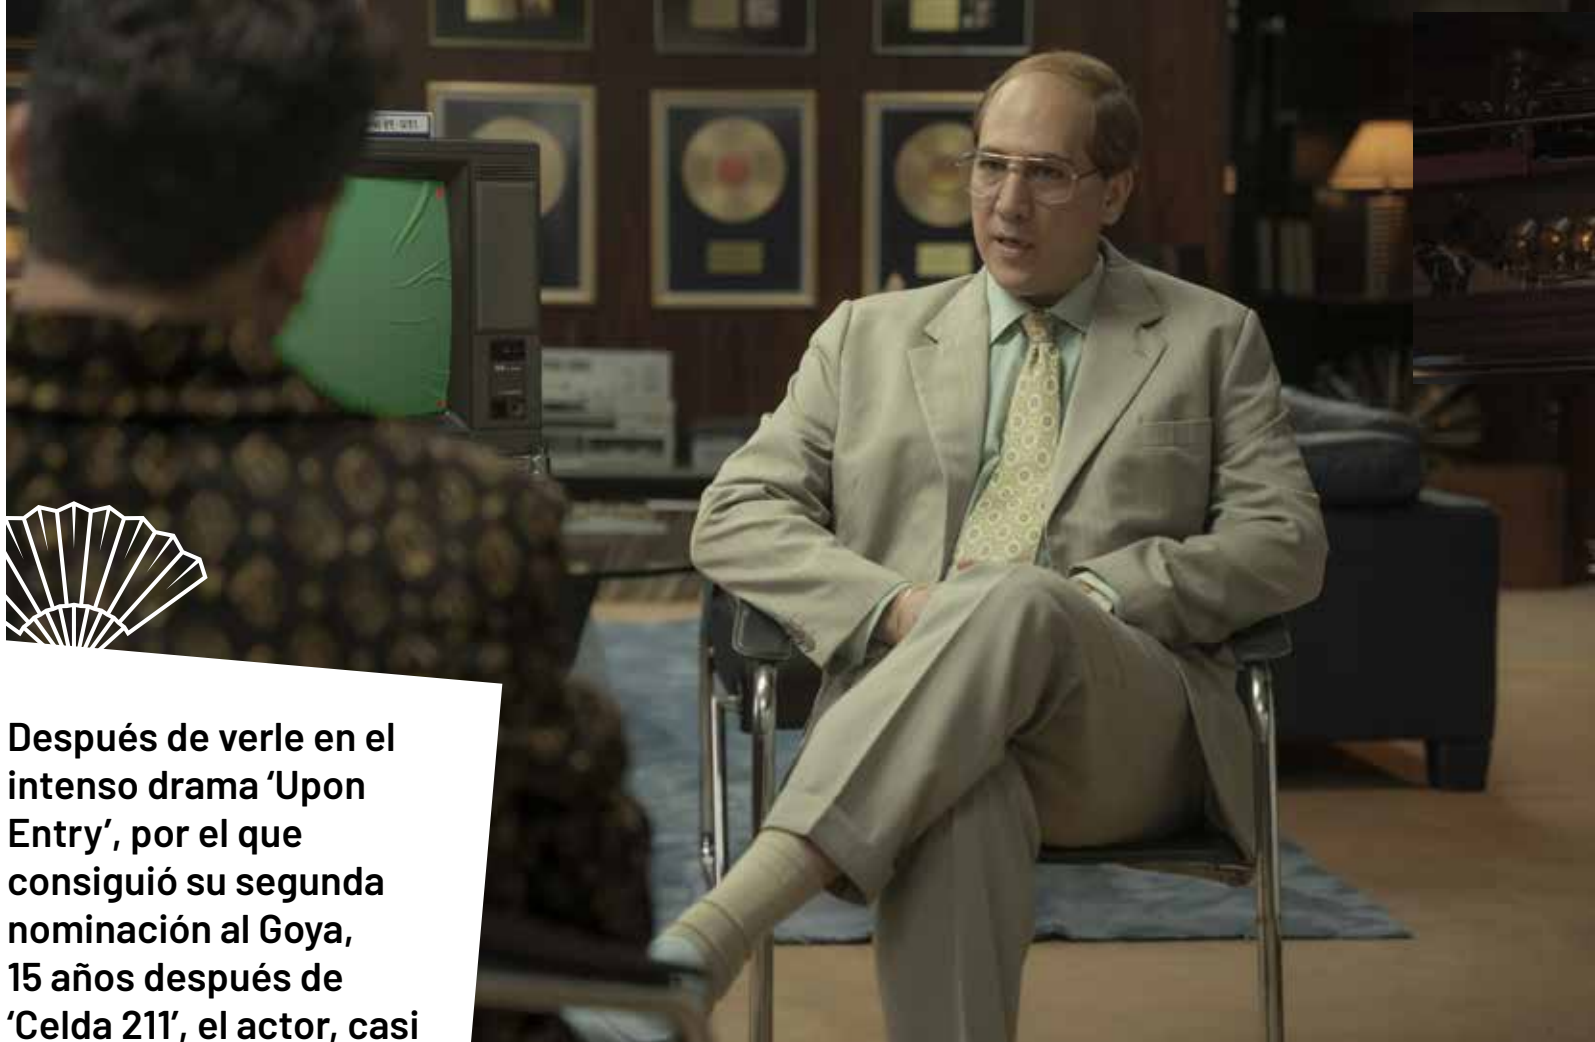 Después de verle en el
intenso drama ‘Upon
Entry’, por el que
consiguió su segunda
nominación al Goya,
15 años después de
‘Celda 211’, el actor, casi